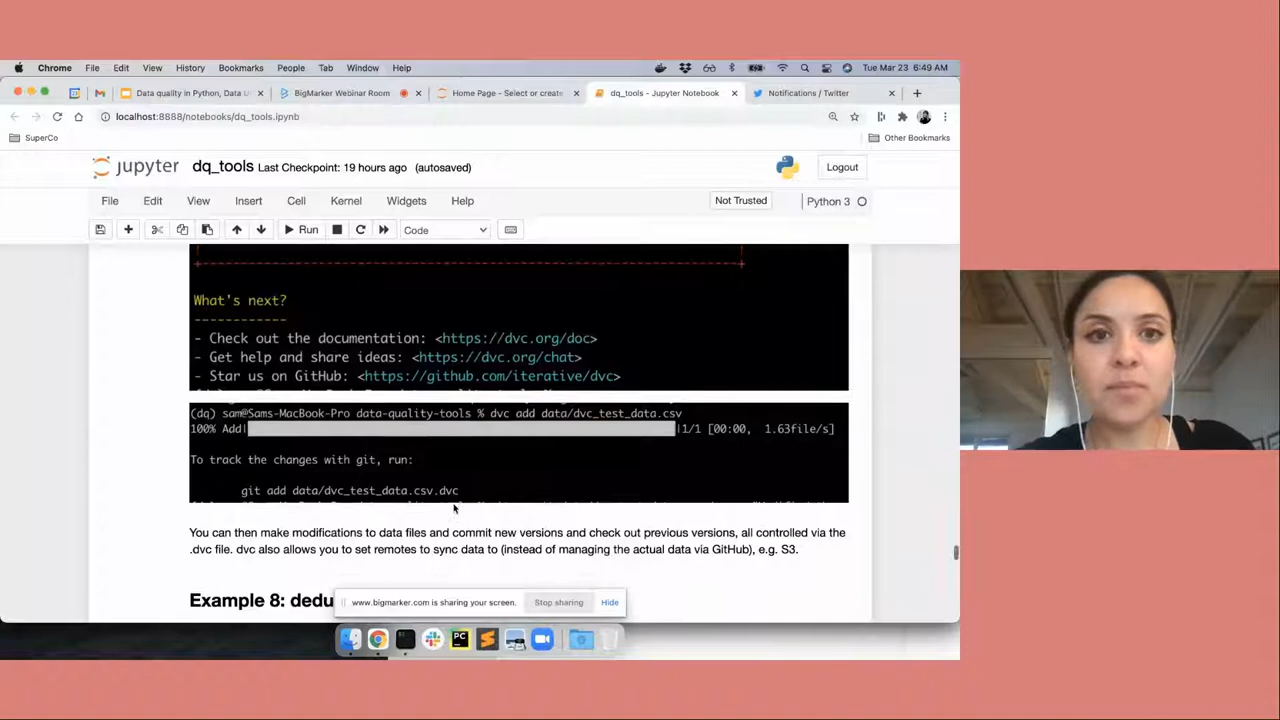 Chrome File Edit View History Bookmarks People Tab Window Help Tue Mar 23 6:49 AM
Data quality in Python, Data U BigMarker Webinar Room Home Page - Select or create dq_tools - Jupyter Notebook Notifications / Twitter
localhost:8888/notebooks/dq_tools.ipynb
SuperCo Other Bookmarks
jupyter dq_tools Last Checkpoint: 19 hours ago (autosaved) Logout
File Edit View Insert Cell Kernel Widgets Help Not Trusted Python 3
Run Code
What's next?
------------
- Check out the documentation: <https://dvc.org/doc>
- Get help and share ideas: <https://dvc.org/chat>
- Star us on GitHub: <https://github.com/iterative/dvc>
(dq) sam@Sams-MacBook-Pro data-quality-tools % dvc add data/dvc_test_data.csv
100% Add| |1/1 [00:00, 1.63file/s]
To track the changes with git, run:
git add data/dvc_test_data.csv.dvc
You can then make modifications to data files and commit new versions and check out previous versions, all controlled via the
.dvc file. dvc also allows you to set remotes to sync data to (instead of managing the actual data via GitHub), e.g. S3.
Example 8: dedu
www.bigmarker.com is sharing your screen. Stop sharing Hide
PC